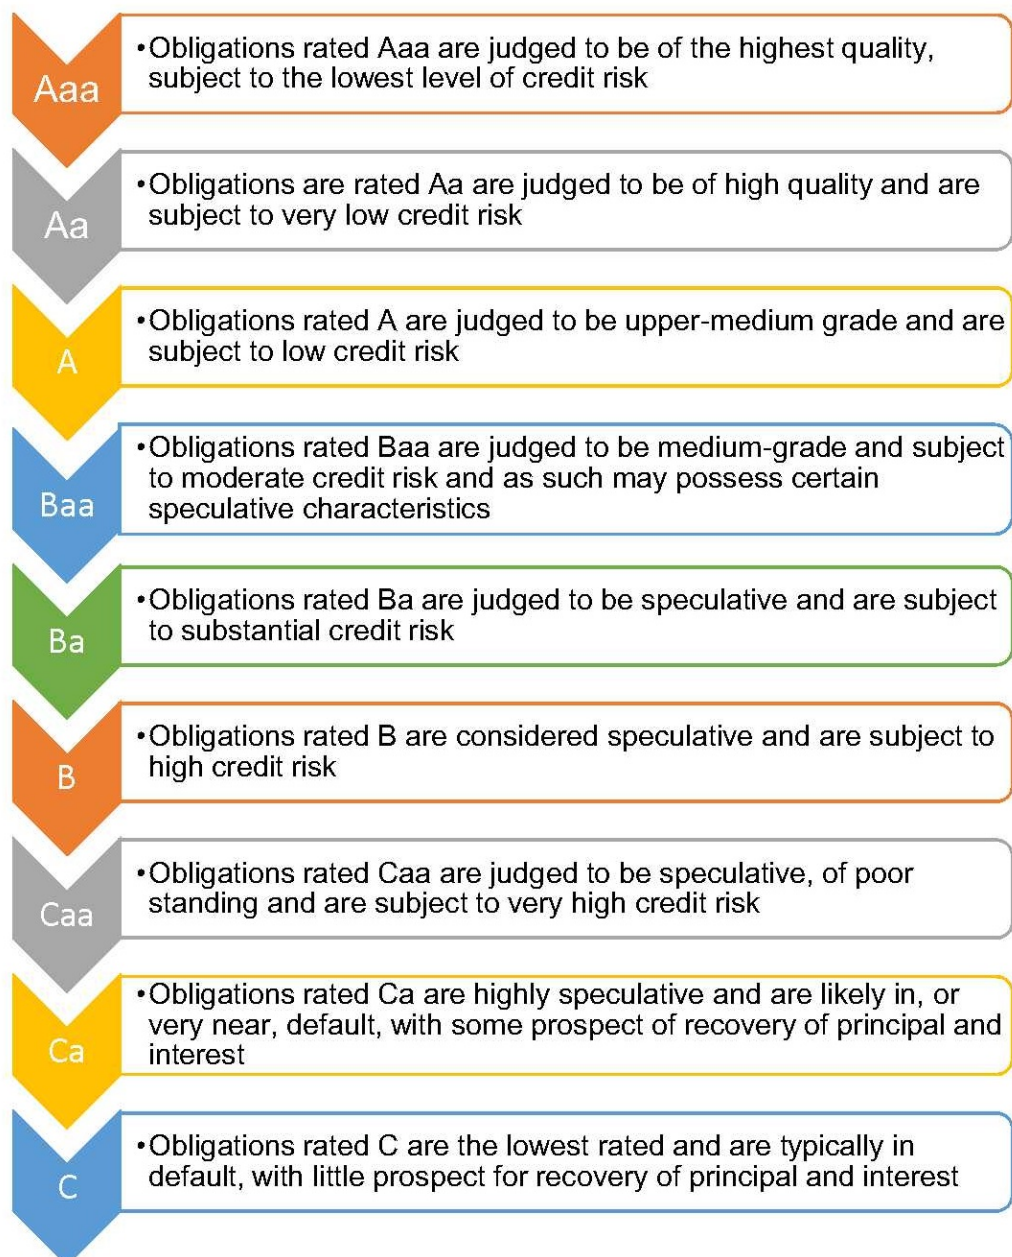 Aaa
•Obligations rated Aaa are judged to be of the highest quality,
subject to the lowest level of credit risk
Aa
•Obligations are rated Aa are judged to be of high quality and are
subject to very low credit risk
A
•Obligations rated A are judged to be upper-medium grade and are
subject to low credit risk
Baa
•Obligations rated Baa are judged to be medium-grade and subject
to moderate credit risk and as such may possess certain
speculative characteristics
Ba
•Obligations rated Ba are judged to be speculative and are subject
to substantial credit risk
B
•Obligations rated B are considered speculative and are subject to
high credit risk
Caa
•Obligations rated Caa are judged to be speculative, of poor
standing and are subject to very high credit risk
Ca
•Obligations rated Ca are highly speculative and are likely in, or
very near, default, with some prospect of recovery of principal and
interest
C
•Obligations rated C are the lowest rated and are typically in
default, with little prospect for recovery of principal and interest